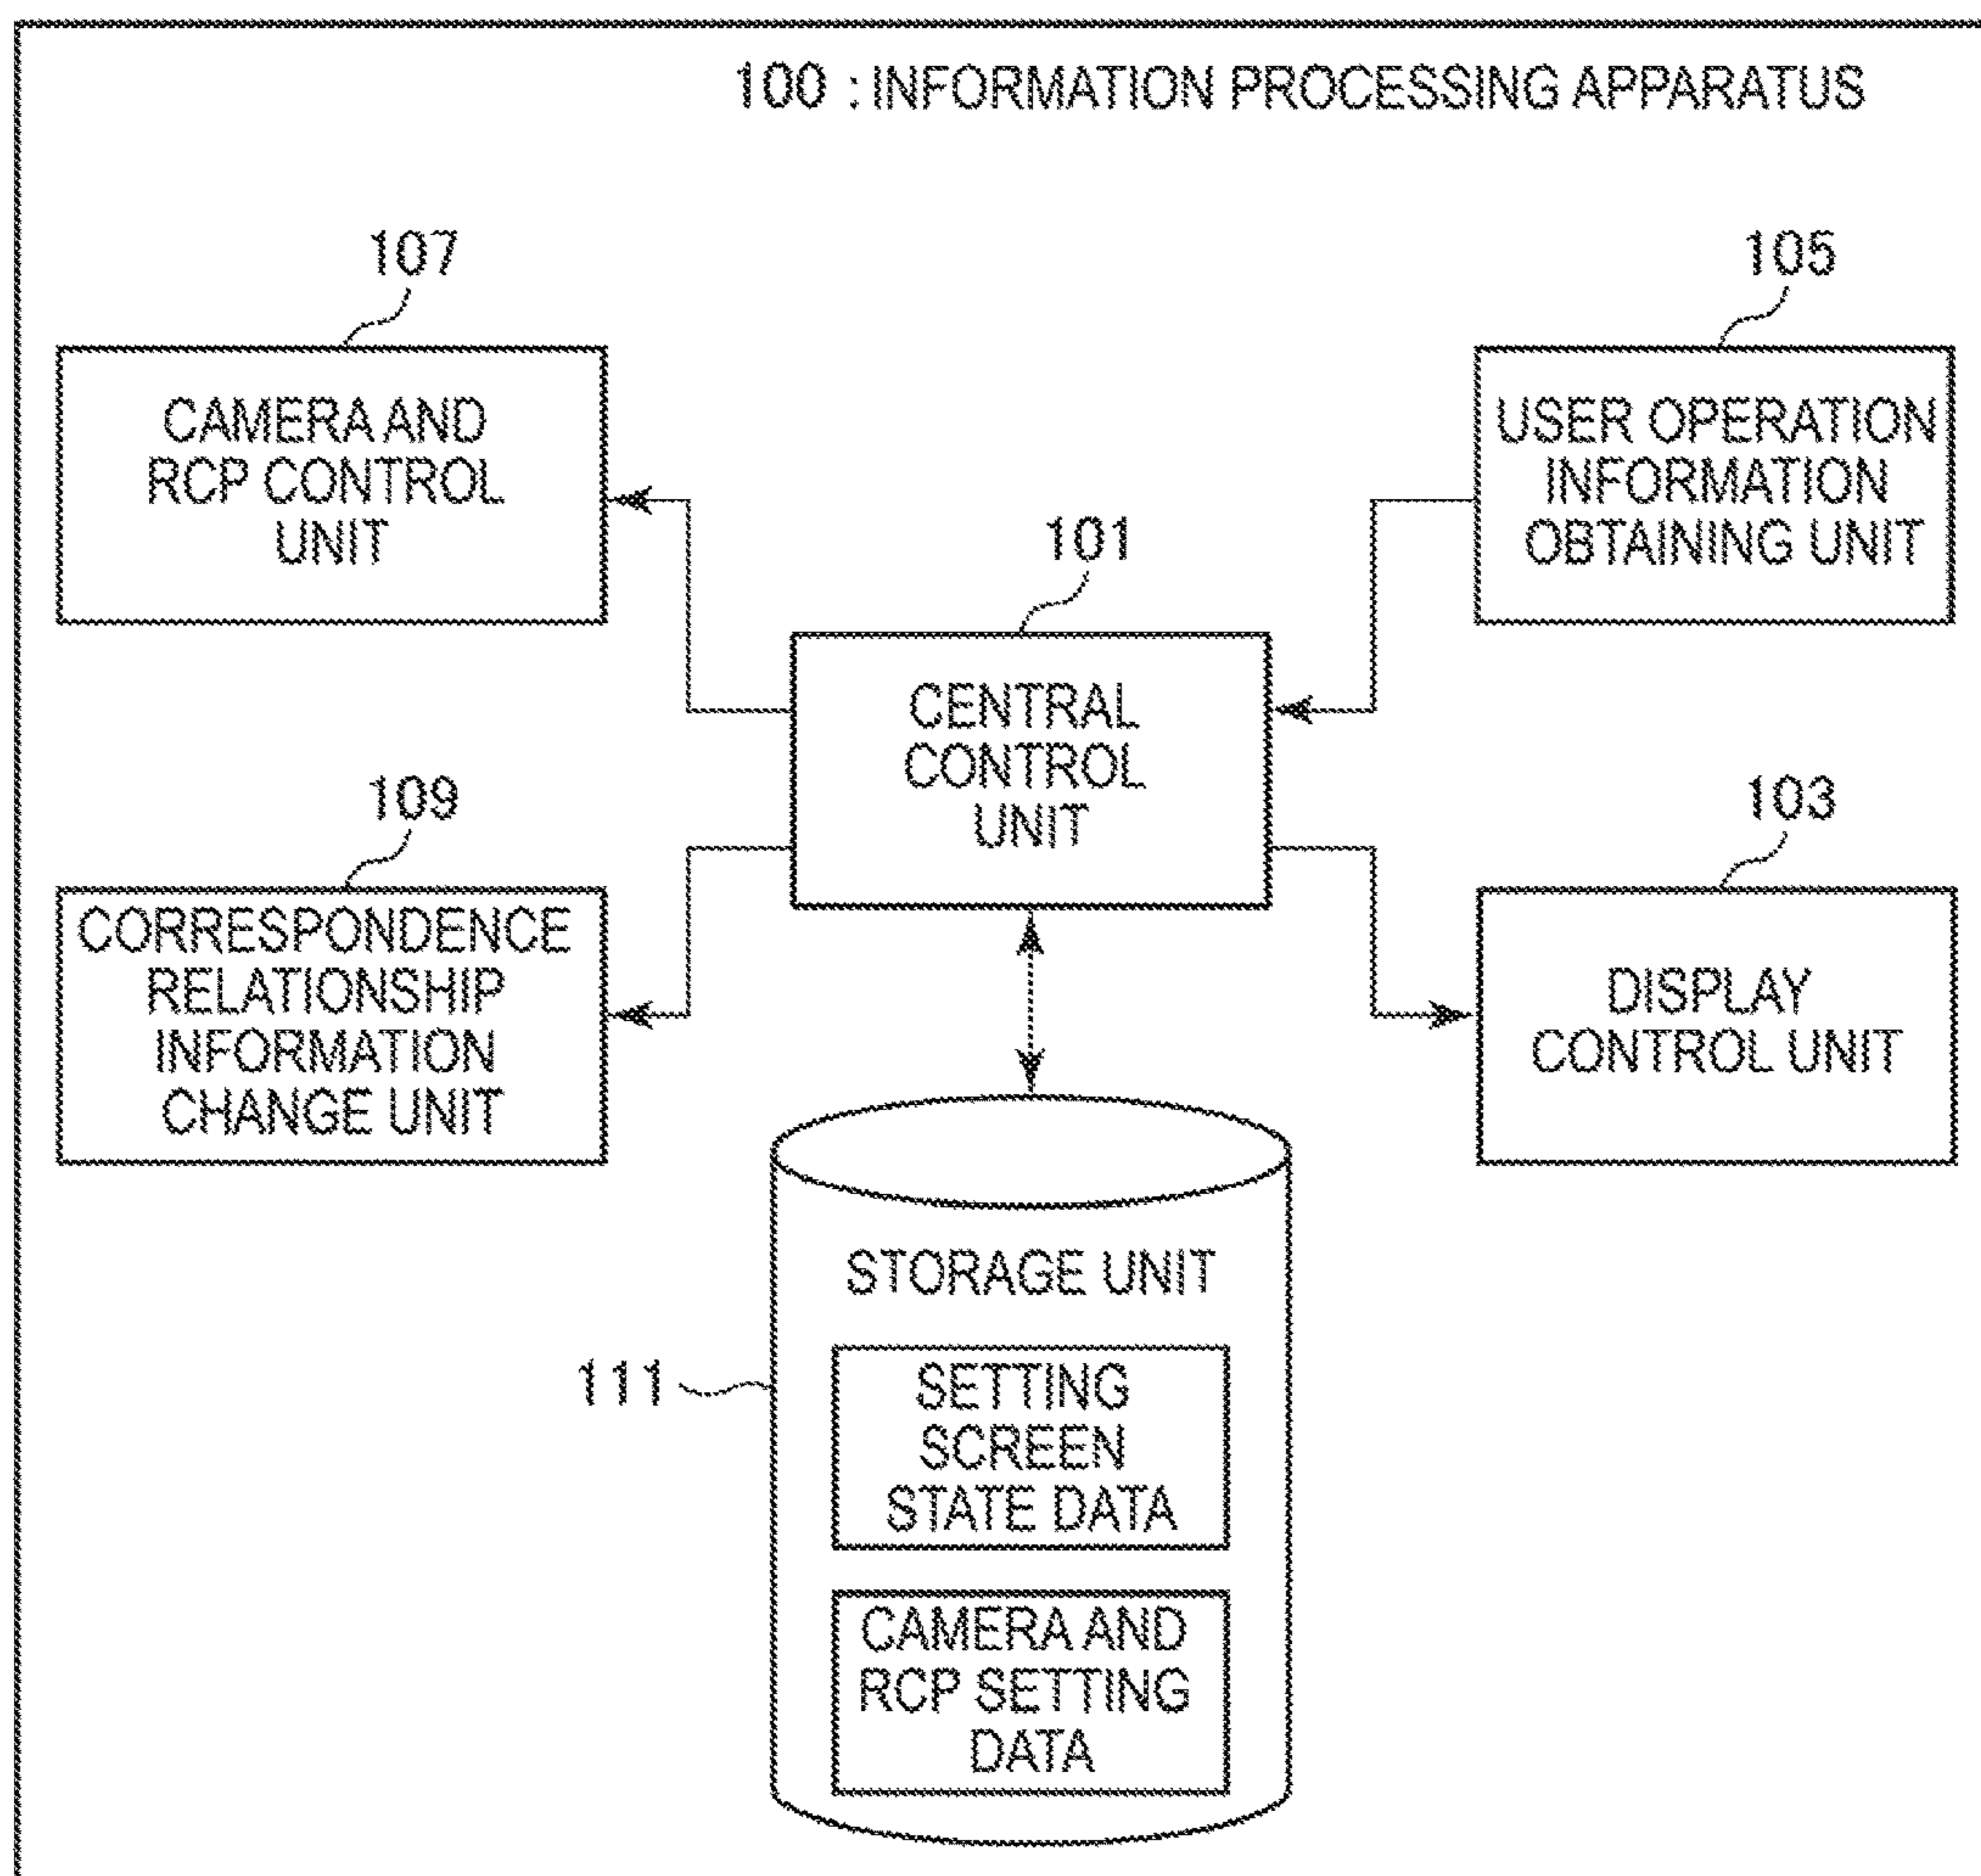 100 : INFORMATION PROCESSING APPARATUS
107
105
CAMERA AND
RCP CONTROL
UNIT
USER OPERATION
INFORMATION
OBTAINING UNIT
101
CENTRAL
CONTROL
UNIT
109
103
CORRESPONDENCE
RELATIONSHIP
INFORMATION
CHANGE UNIT
DISPLAY
CONTROL UNIT
STORAGE UNIT
111
SETTING
SCREEN
STATE DATA
CAMERA AND
RCP SETTING
DATA